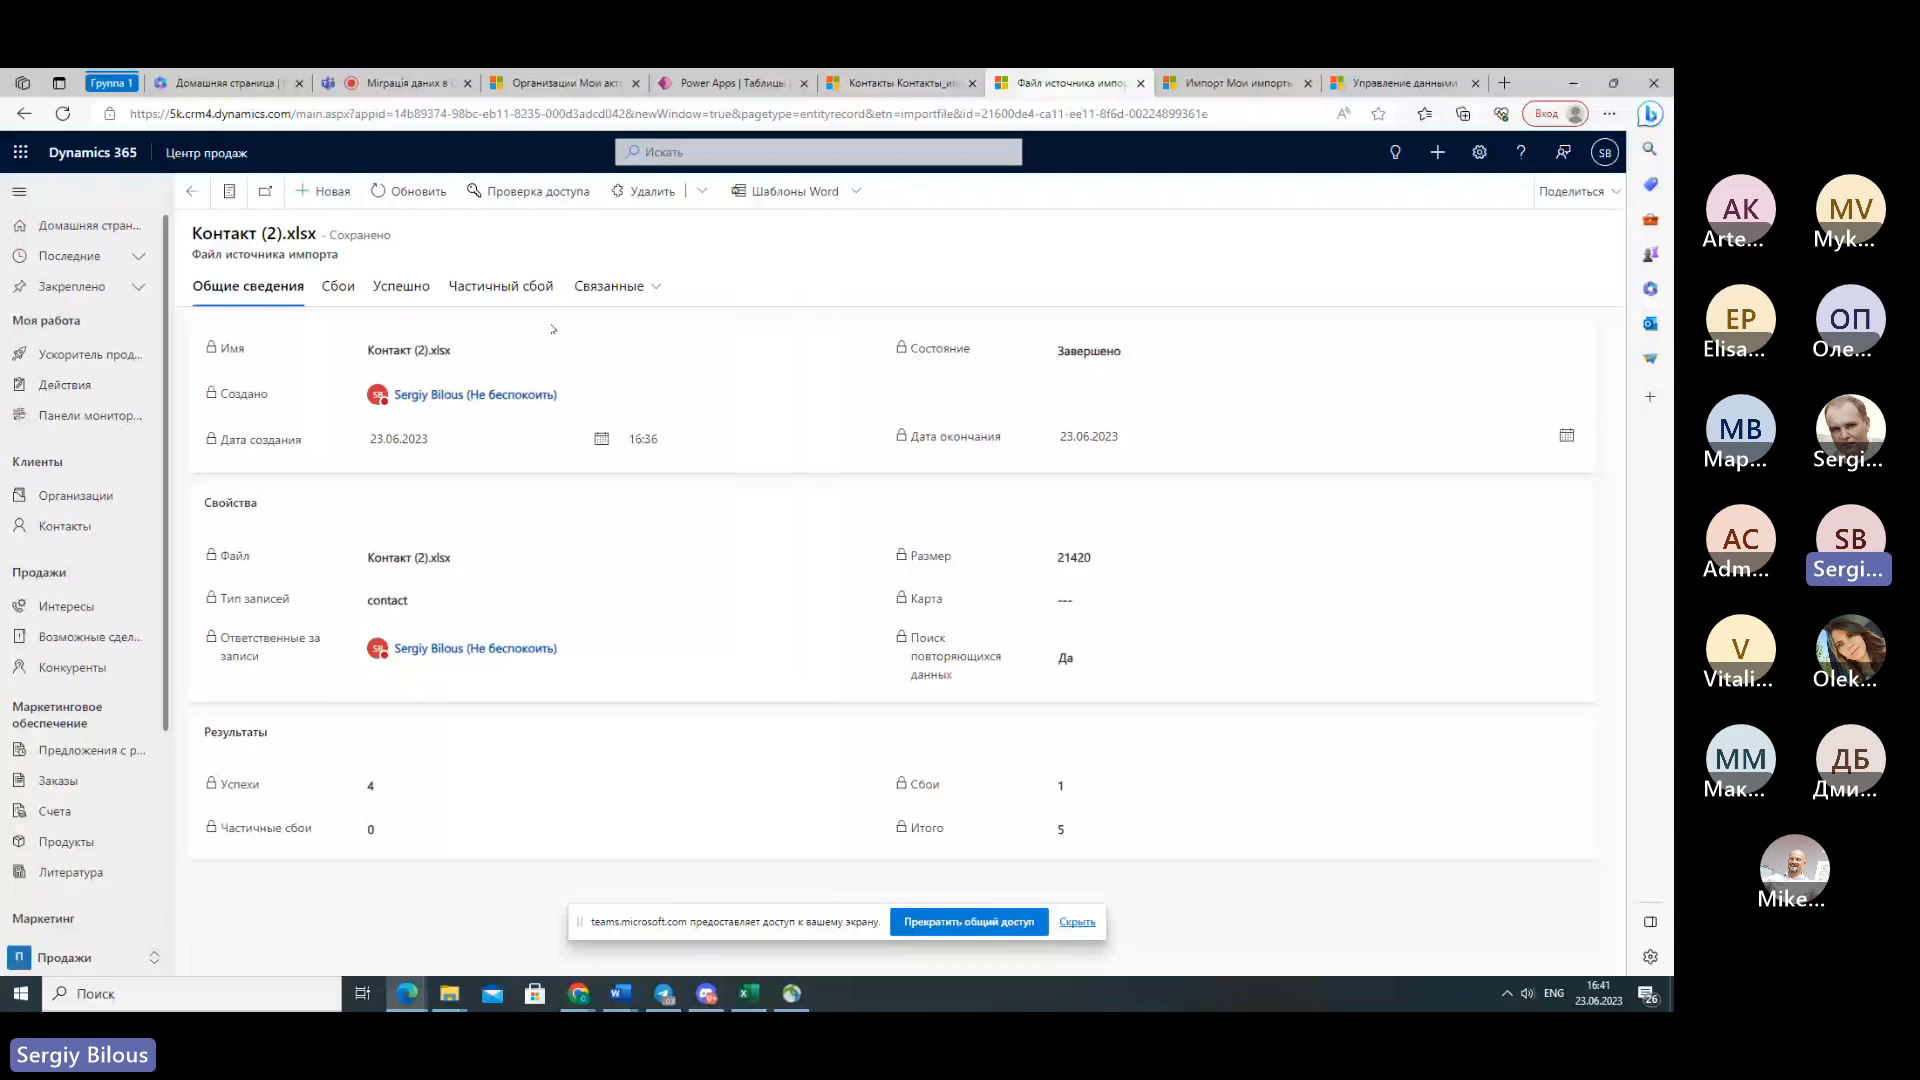 Группа 1
Домашняя страница |
Міграція даних в
Организации Мои акт
Power Apps | Таблицы
Контакты Контакты_ит
Файл источника импо
Импорт Мои импорть
Управление данными
https://5k.crm4.dynamics.com/main.aspx?appid=14b89374-98bc-eb11-8235-000d3adcd042&newWindow=true&pagetype=entityrecord&etn=importfile&id=21600de4-ca11-ee11-8f6d-00224899361e
Вход
Dynamics 365
Центр продаж
Искать
SB
Новая
Обновить
Проверка доступа
Удалить
Шаблоны Word
Поделиться
Контакт (2).xlsx - Сохранено
Файл источника импорта
Общие сведения
Сбои
Успешно
Частичный сбой
Связанные
Домашняя стран...
Последние
Закреплено
Моя работа
Ускоритель прод...
Действия
Панели монитор...
Клиенты
Организации
Контакты
Продажи
Интересы
Возможные сдел...
Конкуренты
Маркетинговое
обеспечение
Предложения с р...
Заказы
Счета
Продукты
Литература
Маркетинг
П Продажи
Имя
Контакт (2).xlsx
Состояние
Завершено
Создано
SB Sergiy Bilous (Не беспокоить)
Дата создания
23.06.2023
16:36
Дата окончания
23.06.2023
Свойства
Файл
Контакт (2).xlsx
Размер
21420
Тип записей
contact
Карта
---
Ответственные за
записи
SB Sergiy Bilous (Не беспокоить)
Поиск
повторяющихся
данных
Да
Результаты
Успехи
4
Сбои
1
Частичные сбои
0
Итого
5
teams.microsoft.com предоставляет доступ к вашему экрану.
Прекратить общий доступ
Скрыть
Поиск
ENG
16:41
23.06.2023
26
AK
Arte...
MV
Myk...
EP
Elisa...
ОП
Оле...
МВ
Мар...
Sergi...
AC
Adm...
SB
Sergi...
V
Vitali...
Olek...
ММ
Мак...
ДБ
Дми...
Mike...
Sergiy Bilous